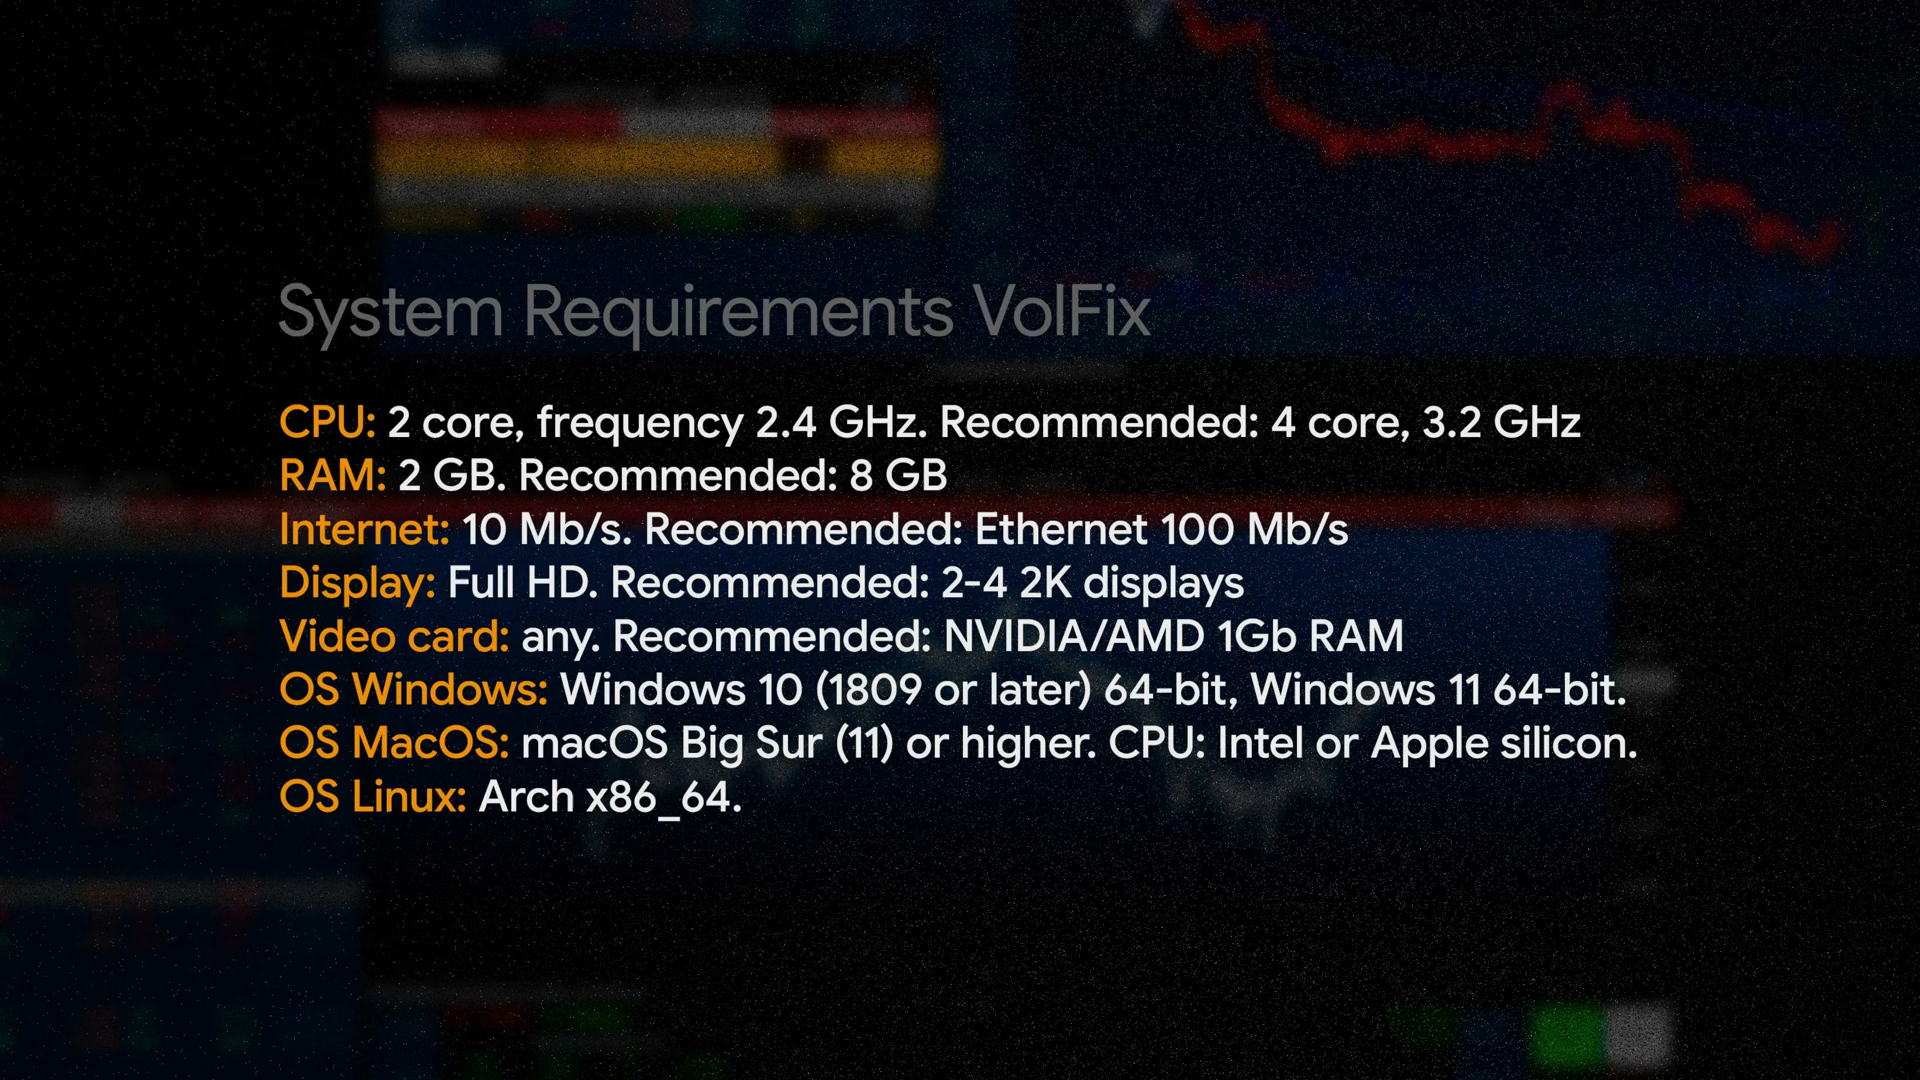 System Requirements VolFix
CPU: 2 core, frequency 2.4 GHz. Recommended: 4 core, 3.2 GHz
RAM: 2 GB. Recommended: 8 GB
Internet: 10 Mb/s. Recommended: Ethernet 100 Mb/s
Display: Full HD. Recommended: 2-4 2K displays
Video card: any. Recommended: NVIDIA/AMD 1Gb RAM
OS Windows: Windows 10 (1809 or later) 64-bit, Windows 11 64-bit.
OS MacOS: macOS Big Sur (11) or higher. CPU: Intel or Apple silicon.
OS Linux: Arch x86_64.